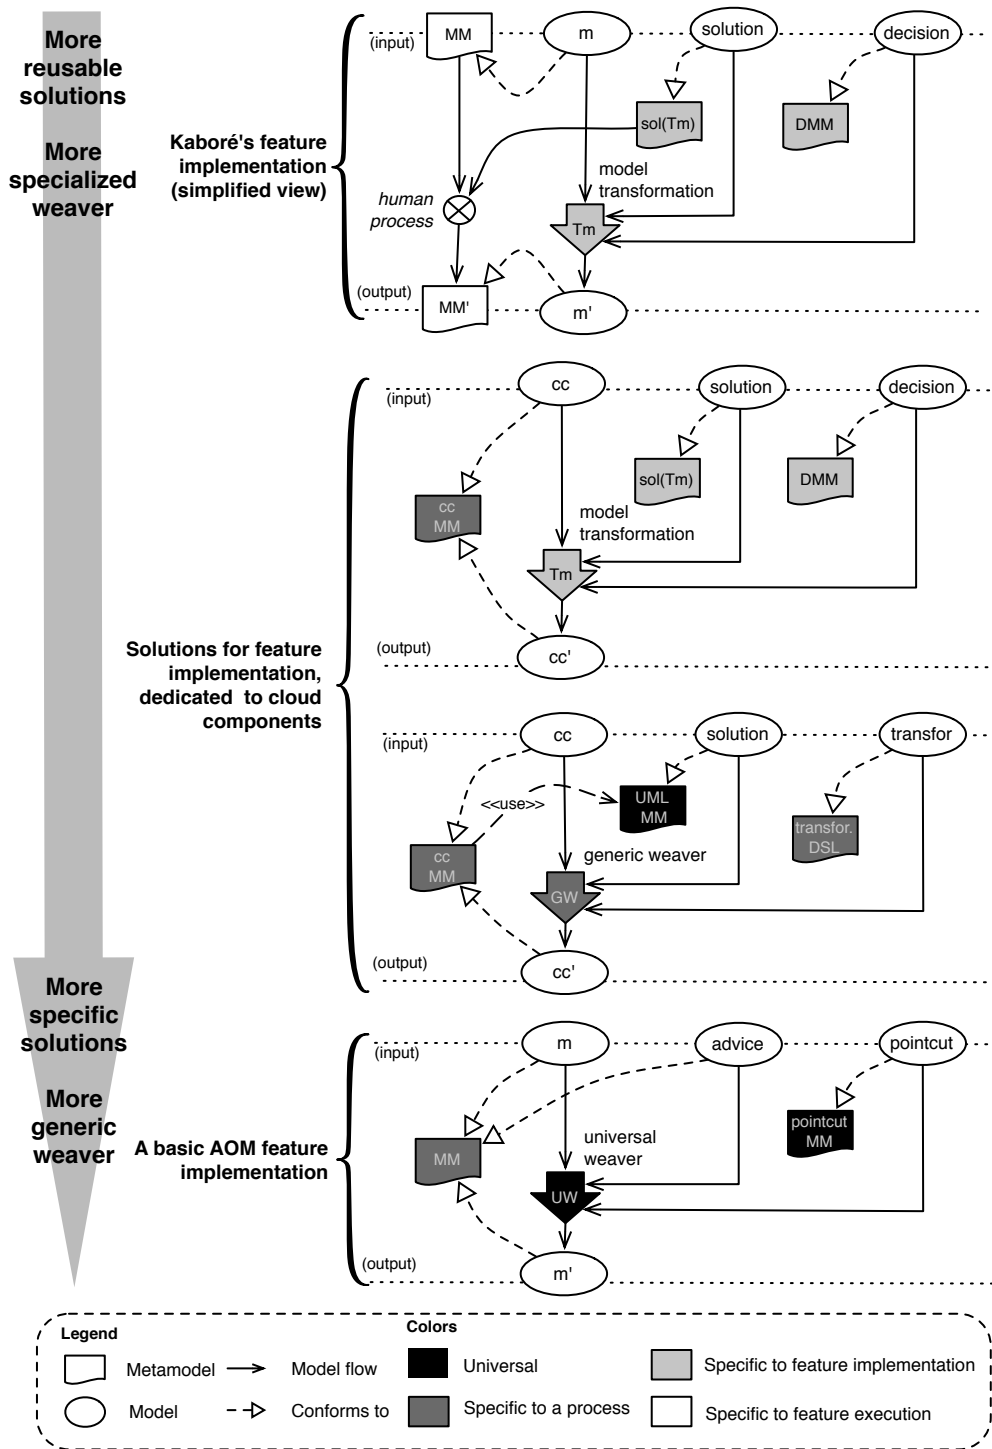 More
reusable
solutions
More
specialized
weaver
More
specific
solutions
More
generic
weaver
Kaboré's feature
implementation
(simplified view)
(input)
MM
m
solution
decision
sol(Tm)
DMM
model
transformation
human
process
Tm
(output)
MM'
m'
Solutions for feature
implementation,
dedicated to cloud
components
(input)
cc
solution
decision
sol(Tm)
DMM
cc
MM
model
transformation
Tm
(output)
cc'
(input)
cc
solution
transfor
<<use>>
UML
MM
transfor.
DSL
cc
MM
generic weaver
GW
(output)
cc'
A basic AOM feature
implementation
(input)
m
advice
pointcut
pointcut
MM
MM
universal
weaver
UW
(output)
m'
Legend
Colors
Metamodel
Model flow
Universal
Specific to feature implementation
Model
Conforms to
Specific to a process
Specific to feature execution